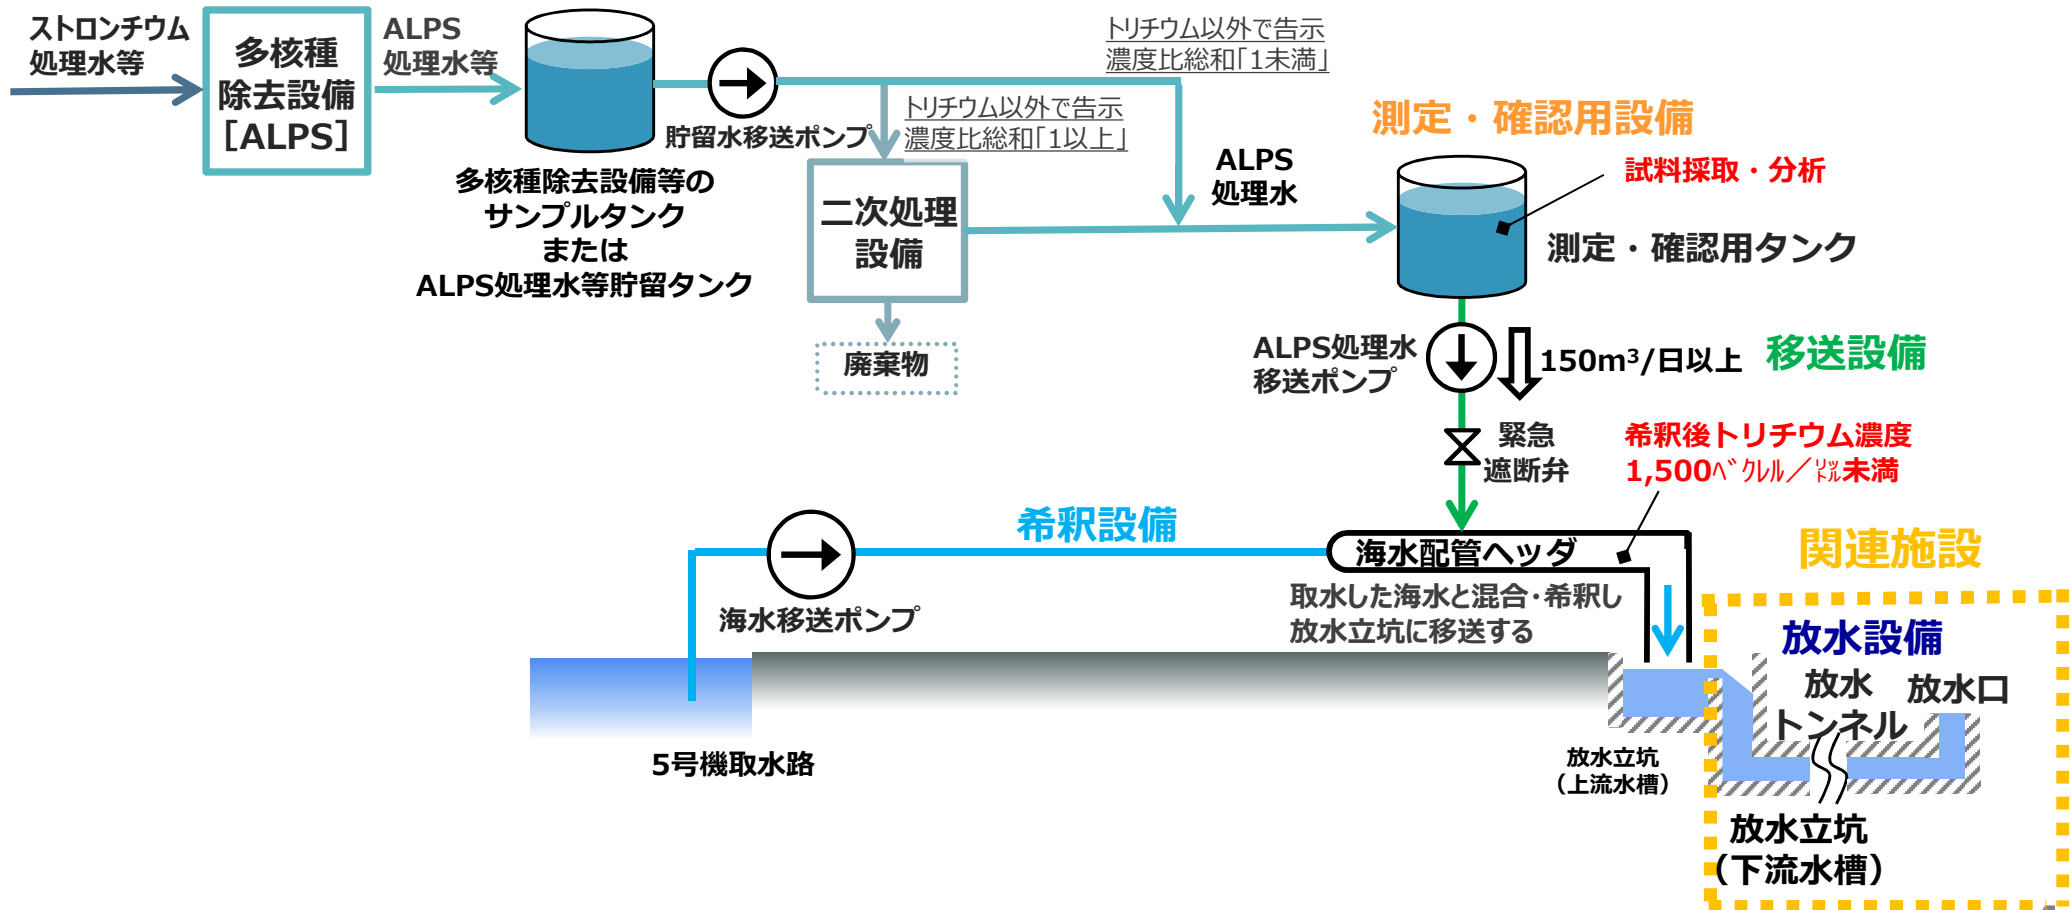 ストロンチウム
処理水等
多核種
除去設備
［ALPS］
ALPS
処理水等
貯留水移送ポンプ
多核種除去設備等の
サンプルタンク
または
ALPS処理水等貯留タンク
トリチウム以外で告示
濃度比総和｢1未満｣
トリチウム以外で告示
濃度比総和｢1以上｣
二次処理
設備
廃棄物
ALPS
処理水
測定・確認用設備
試料採取・分析
測定・確認用タンク
ALPS処理水
移送ポンプ
150m³/日以上
移送設備
緊急
遮断弁
希釈後トリチウム濃度
1,500ﾍﾞｸﾚﾙ／㍑未満
希釈設備
海水移送ポンプ
海水配管ヘッダ
取水した海水と混合･希釈し
放水立坑に移送する
5号機取水路
放水立坑
（上流水槽）
関連施設
放水設備
放水
トンネル
放水口
放水立坑
（下流水槽）